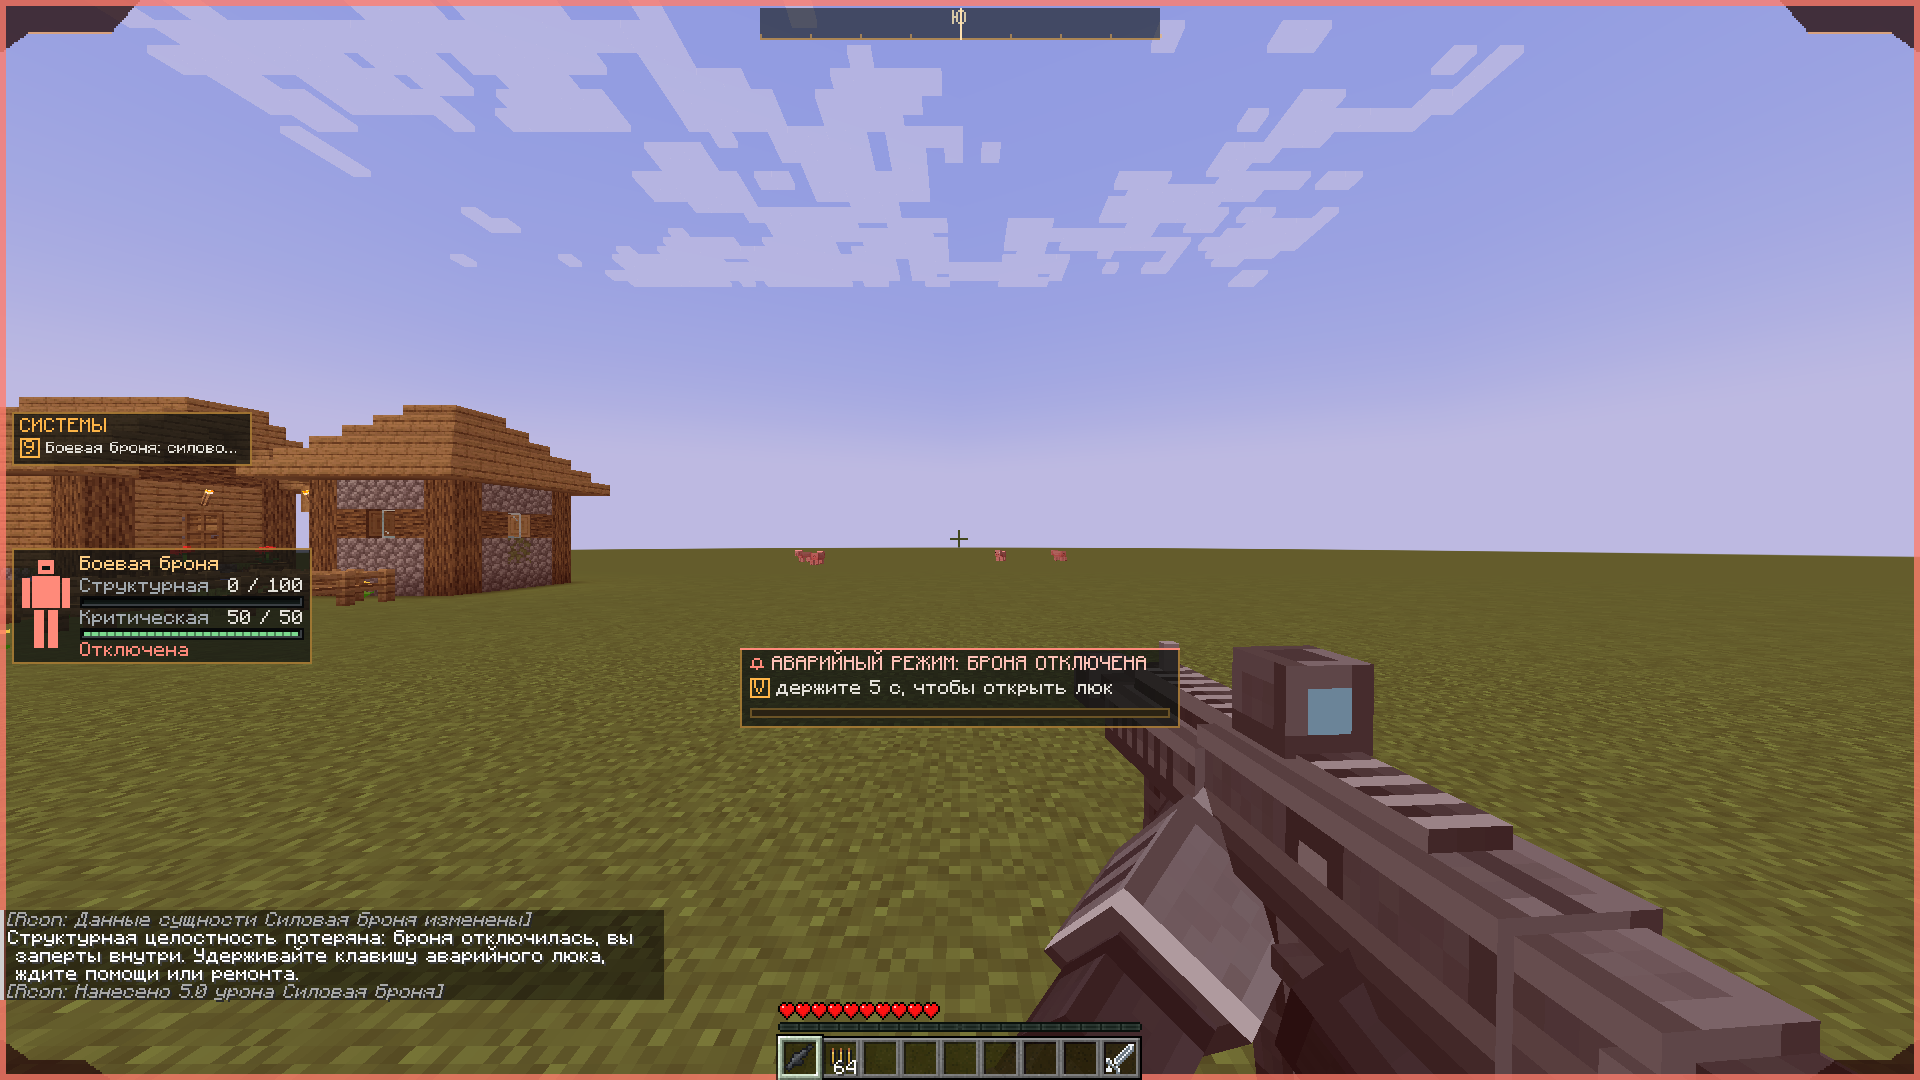 Ю
СИСТЕМЫ
9 Боевая броня: силово...
Боевая броня
Структурная 0 / 100
Критическая 50 / 50
Отключена
АВАРИЙНЫЙ РЕЖИМ: БРОНЯ ОТКЛЮЧЕНА
V держите 5 с, чтобы открыть люк
[Rcon: Данные сущности Силовая броня изменены]
Структурная целостность потеряна: броня отключилась, вы
заперты внутри. Удерживайте клавишу аварийного люка,
ждите помощи или ремонта.
[Rcon: Нанесено 5.0 урона Силовая броня]
64